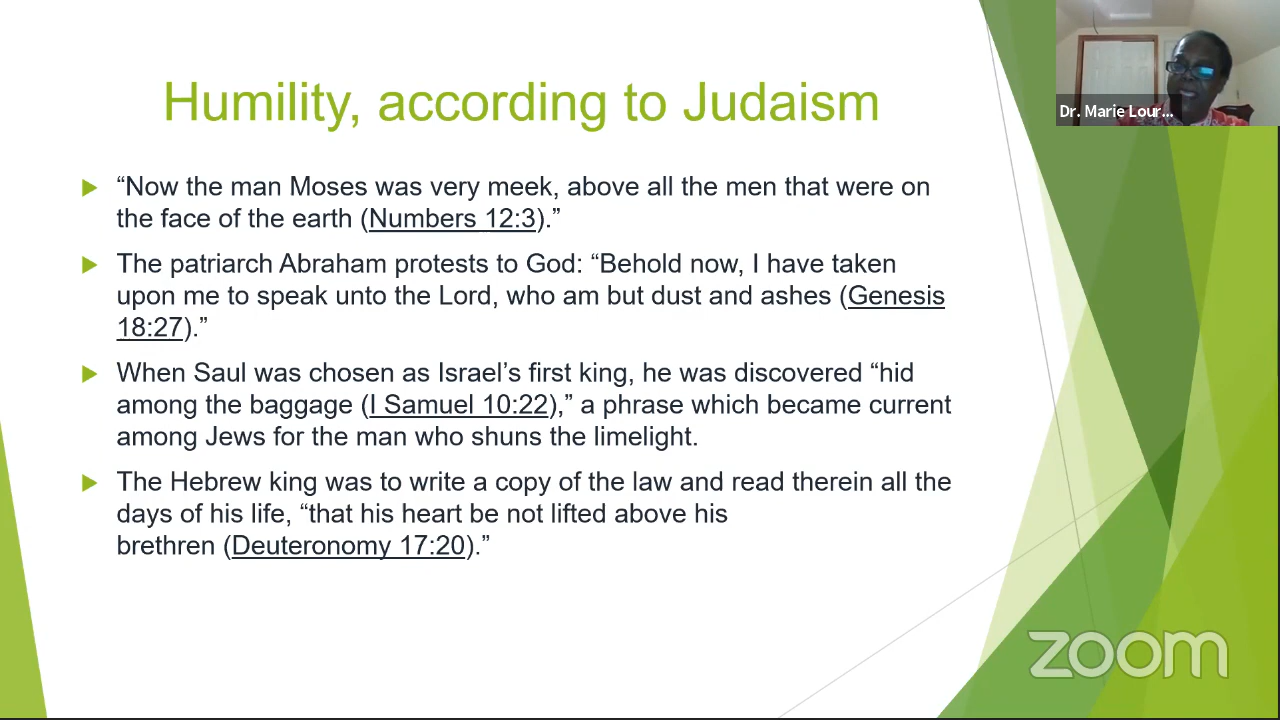 Humility, according to Judaism
Dr. Marie Lour...
“Now the man Moses was very meek, above all the men that were on
the face of the earth (Numbers 12:3).”
The patriarch Abraham protests to God: “Behold now, I have taken
upon me to speak unto the Lord, who am but dust and ashes (Genesis
18:27).”
When Saul was chosen as Israel’s first king, he was discovered “hid
among the baggage (I Samuel 10:22),” a phrase which became current
among Jews for the man who shuns the limelight.
The Hebrew king was to write a copy of the law and read therein all the
days of his life, “that his heart be not lifted above his
brethren (Deuteronomy 17:20).”
zoom